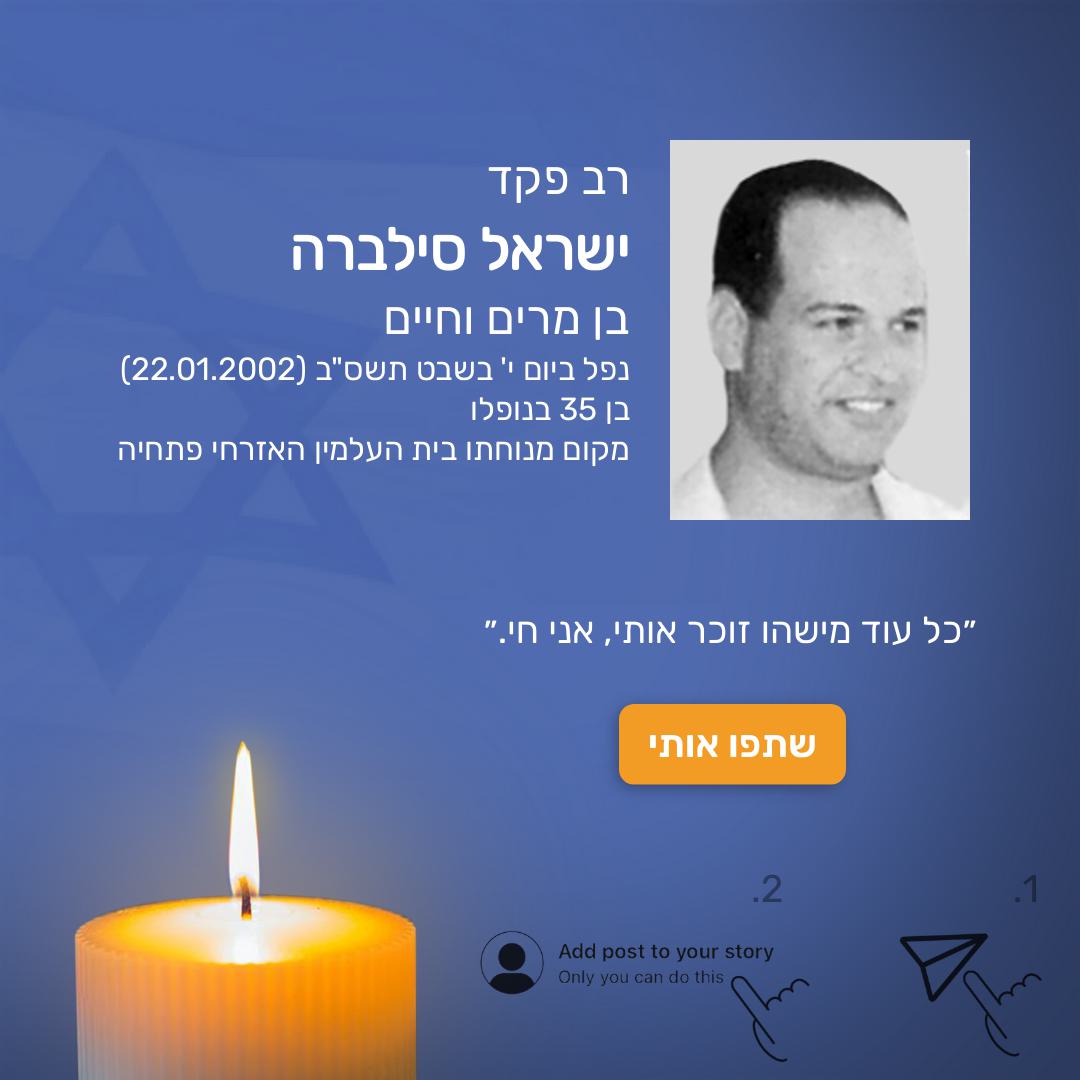 רב פקד
ישראל סילברה
בן מרים וחיים
נפל ביום י' בשבט תשס"ב (22.01.2002)
בן 35 בנופלו
מקום מנוחתו בית העלמין האזרחי פתחיה
״כל עוד מישהו זוכר אותי, אני חי.״
שתפו אותי
.1
.2
Add post to your story
Only you can do this